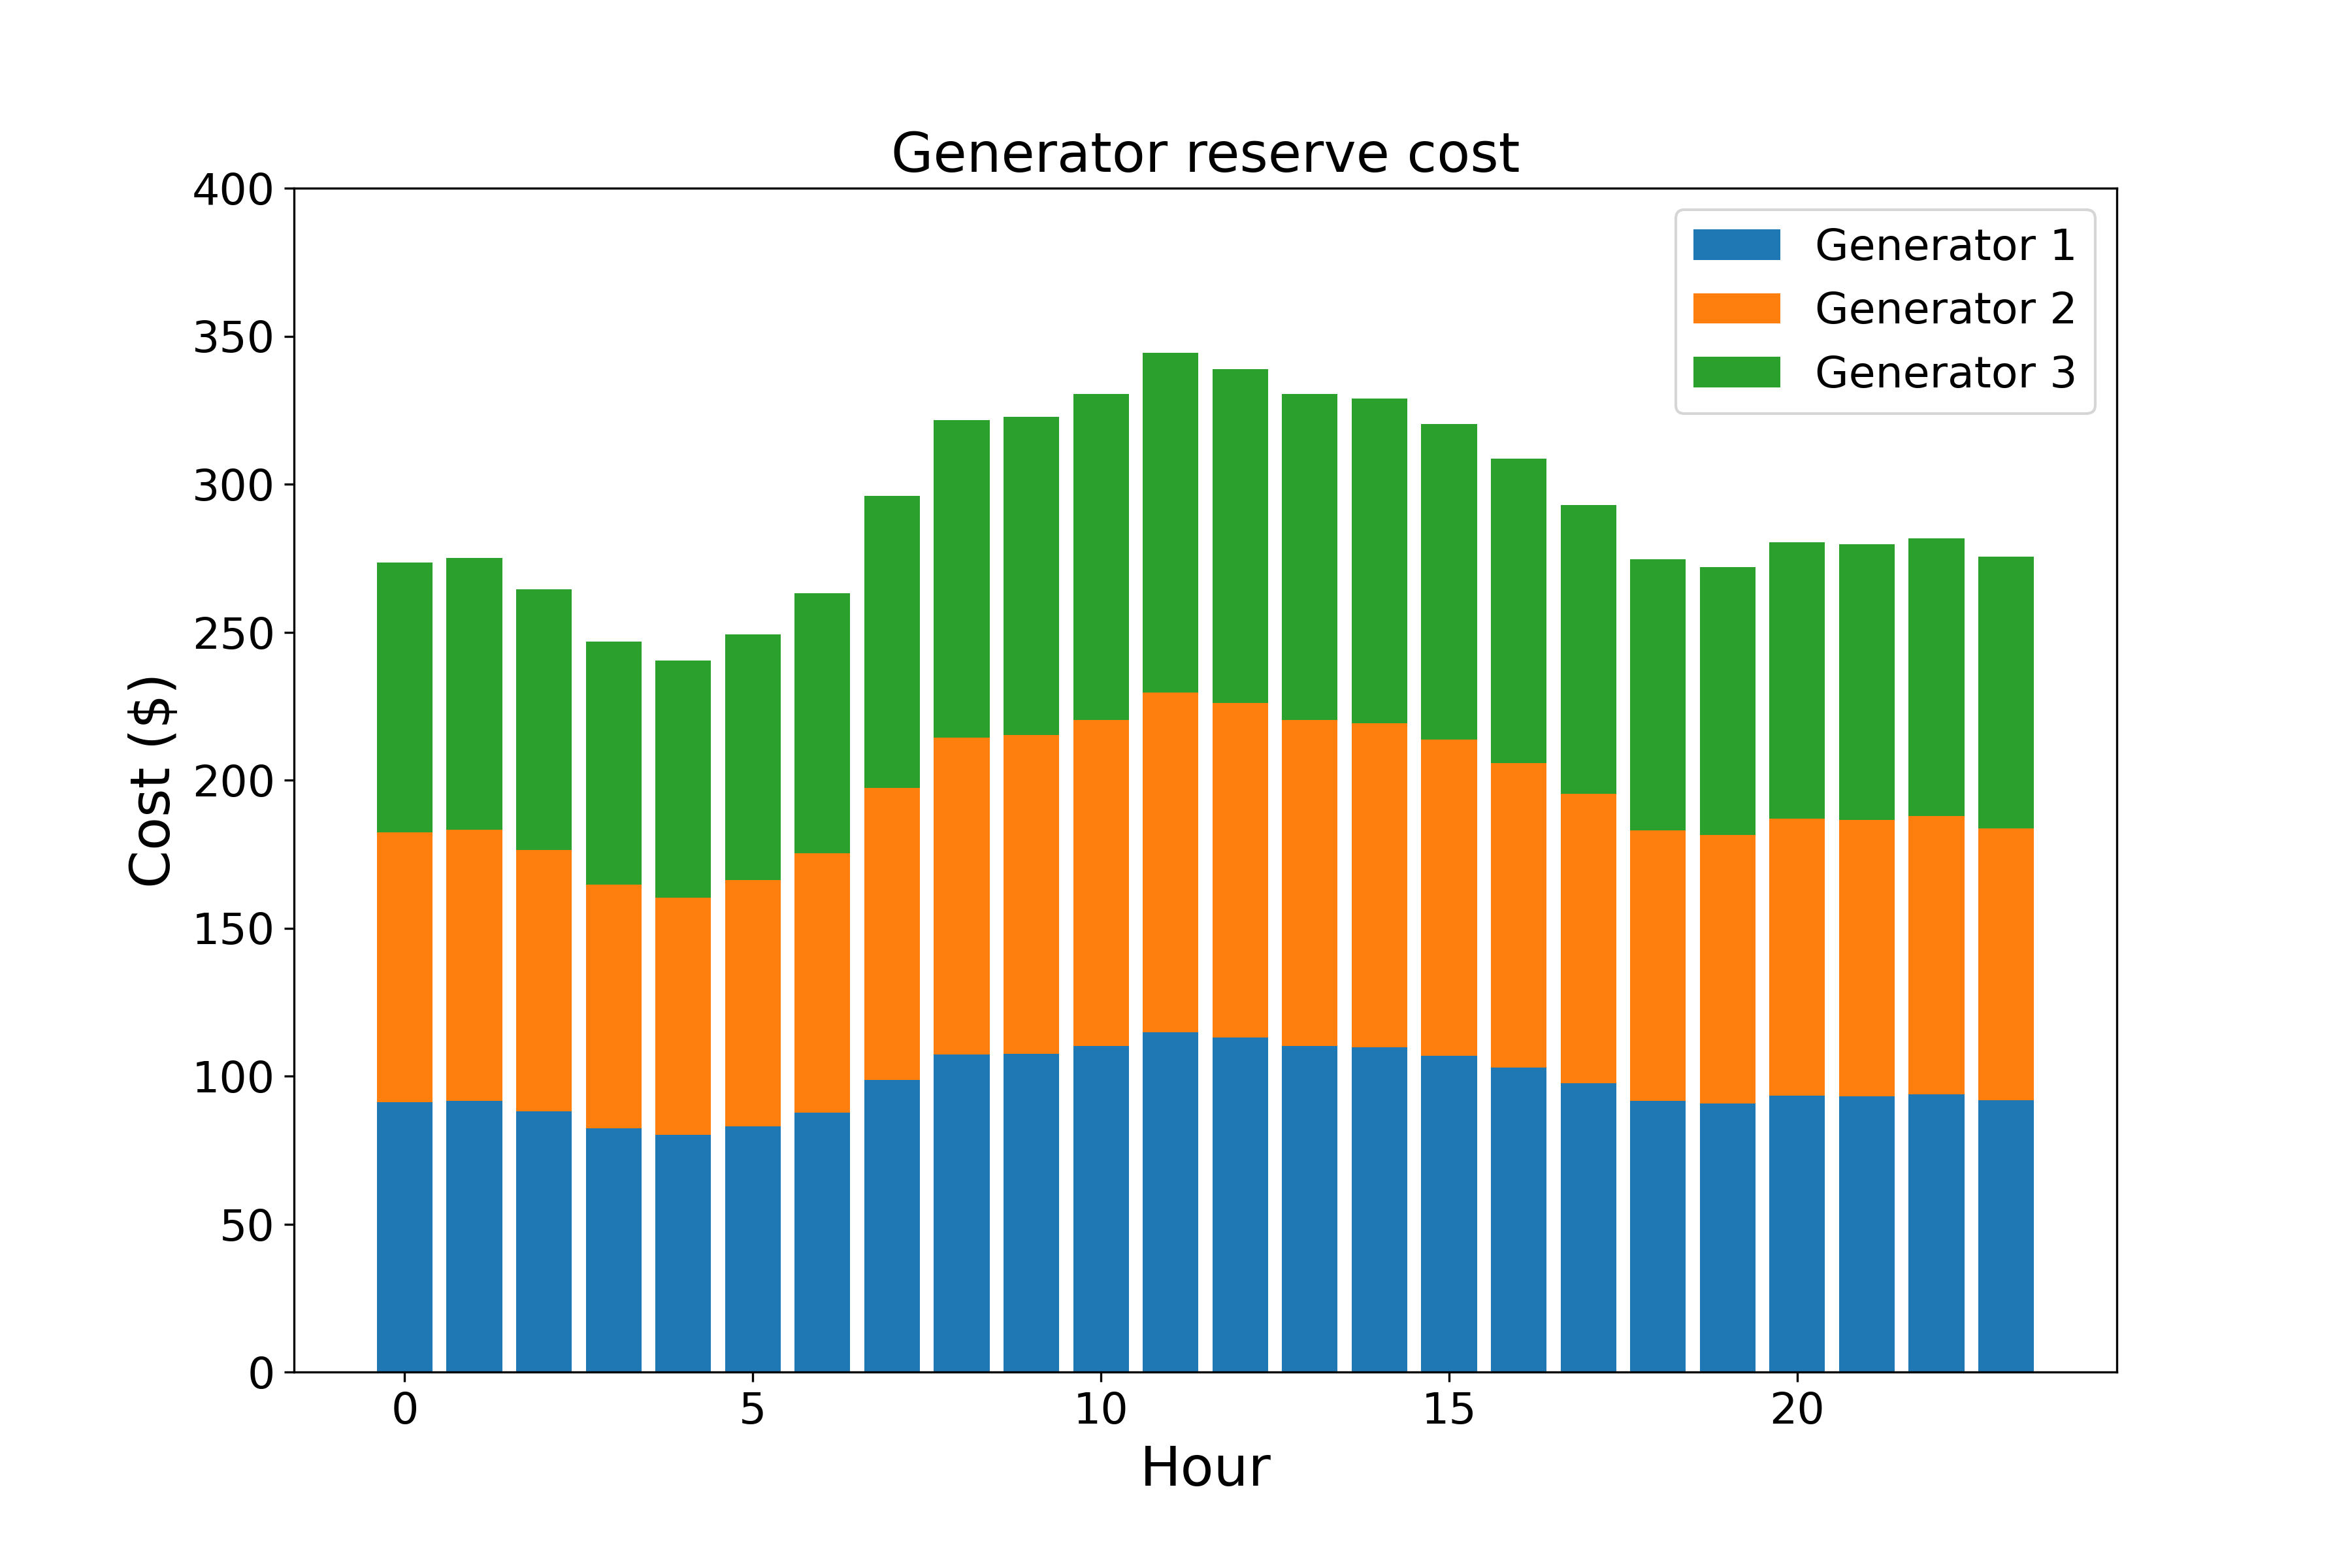 Generator reserve cost
400
350
300
250
200
150
100
50
0
Cost ($)
Generator 1
Generator 2
Generator 3
0 5 10 15 20
Hour